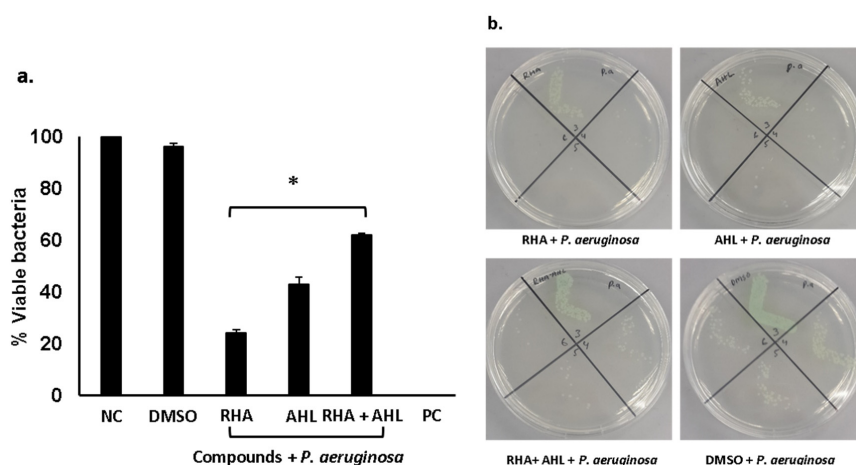 a.
% Viable bacteria
100
80
60
40
20
0
*
NC DMSO RHA AHL RHA + AHL PC
Compounds + P. aeruginosa
b.
RHA P.a
3
6 4
5
RHA + P. aeruginosa
AHL P.a
3
6 4
5
AHL + P. aeruginosa
RHA+AHL P.a
3
6 4
5
RHA+ AHL + P. aeruginosa
DMSO P.a
3
6 4
5
DMSO + P. aeruginosa